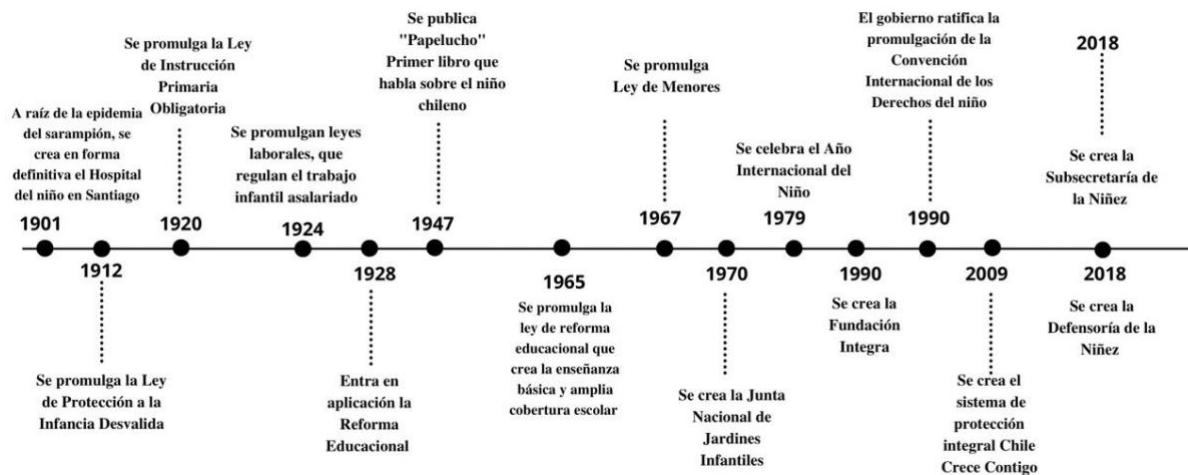 1901
A raíz de la epidemia
del sarampión, se
crea en forma
definitiva el Hospital
del niño en Santiago
1912
Se promulga la Ley
de Protección a la
Infancia Desvalida
1920
Se promulga la Ley
de Instrucción
Primaria
Obligatoria
1924
Se promulgan leyes
laborales, que
regulan el trabajo
infantil asalariado
1928
Entra en
aplicación la
Reforma
Educacional
1947
Se publica
"Papelucho"
Primer libro que
habla sobre el niño
chileno
1965
Se promulga la
ley de reforma
educacional que
crea la enseñanza
básica y amplia
cobertura escolar
1967
Se promulga
Ley de Menores
1970
Se crea la Junta
Nacional de
Jardines
Infantiles
1979
Se celebra el Año
Internacional del
Niño
1990
Se crea la
Fundación
Integra
1990
El gobierno ratifica la
promulgación de la
Convención
Internacional de los
Derechos del niño
2009
Se crea el
sistema de
protección
integral Chile
Crece Contigo
2018
Se crea la
Subsecretaría de
la Niñez
2018
Se crea la
Defensoría de la
Niñez